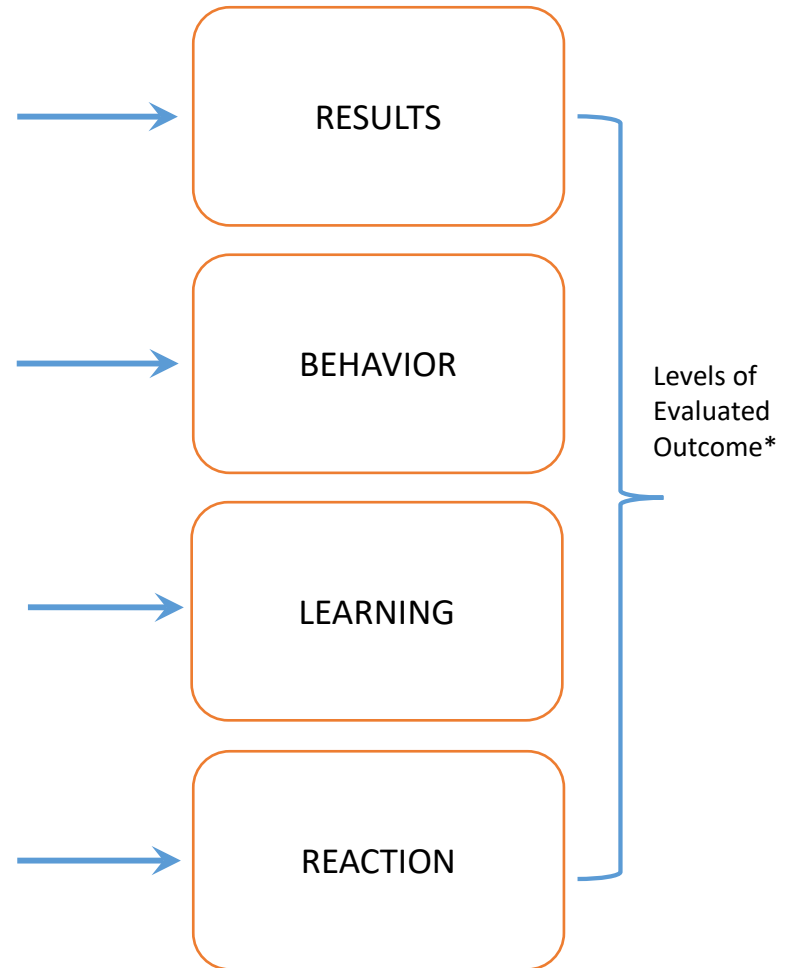 RESULTS
BEHAVIOR
Levels of
Evaluated
Outcome*
LEARNING
REACTION